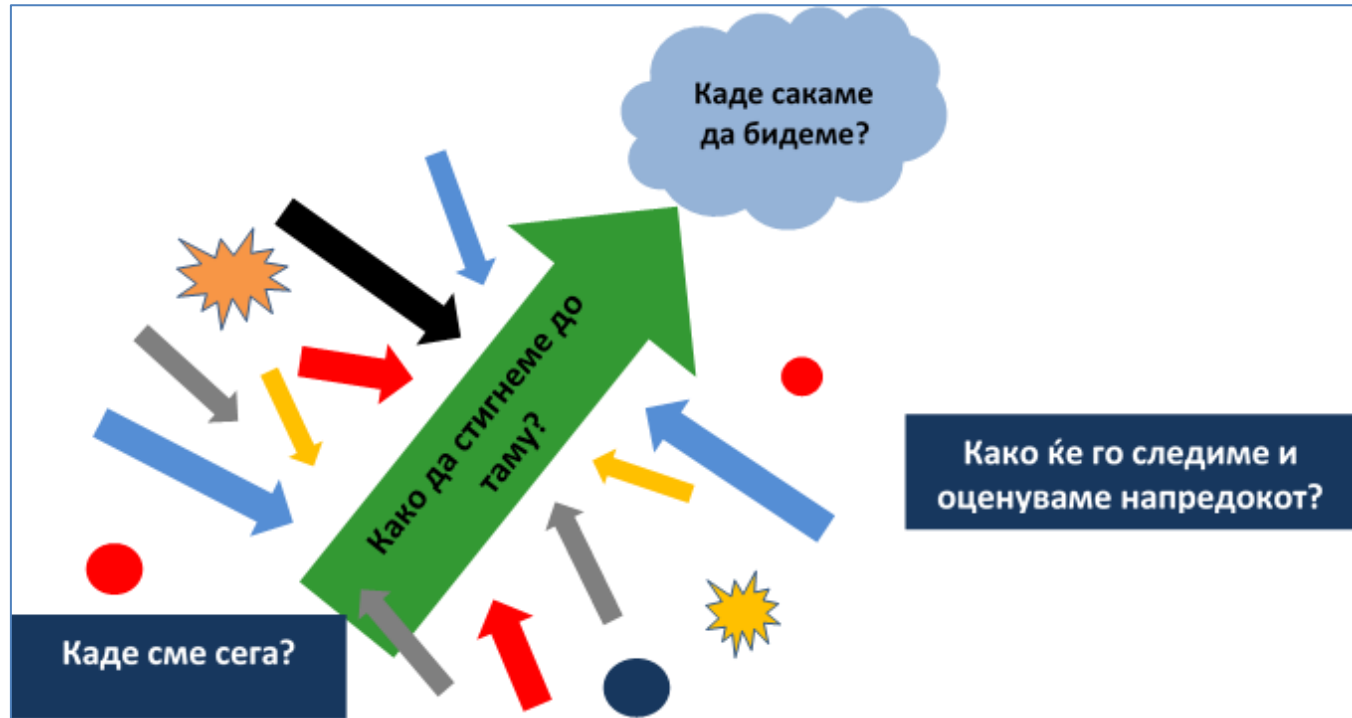 Каде сакаме
да бидеме?
Како да стигнеме до
таму?
Како ќе го следиме и
оценуваме напредокот?
Каде сме сега?